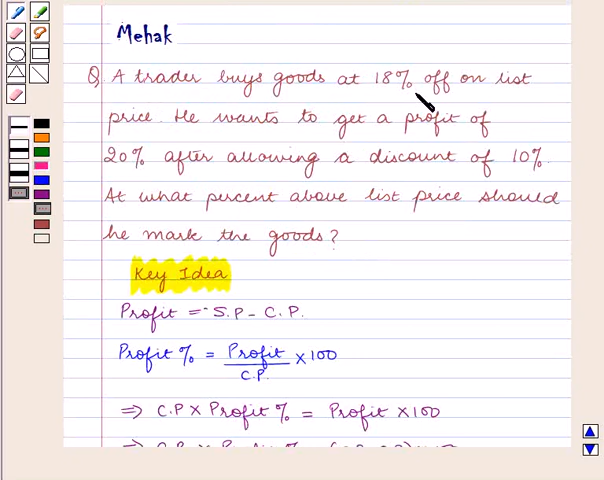 Mehak
Q. A trader buys goods at 18% off on list
price. He wants to get a profit of
20% after allowing a discount of 10%.
At what percent above list price should
he mark the goods?
Key Idea
Profit = S.P - C.P.
Profit % = Profit / C.P. × 100
⇒ C.P × Profit % = Profit × 100